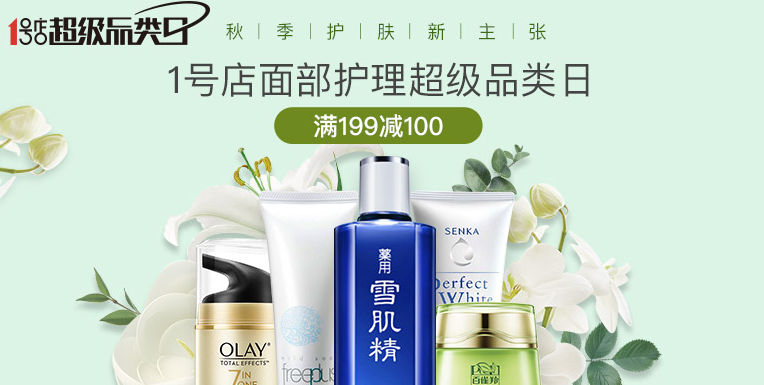 1号店超级品类日
秋 | 季 | 护 | 肤 | 新 | 主 | 张
1号店面部护理超级品类日
满199减100
SENKA
Perfect
White
薬用
雪肌精
OLAY
TOTAL EFFECTS
7 IN
ONE
freeplus
百雀羚